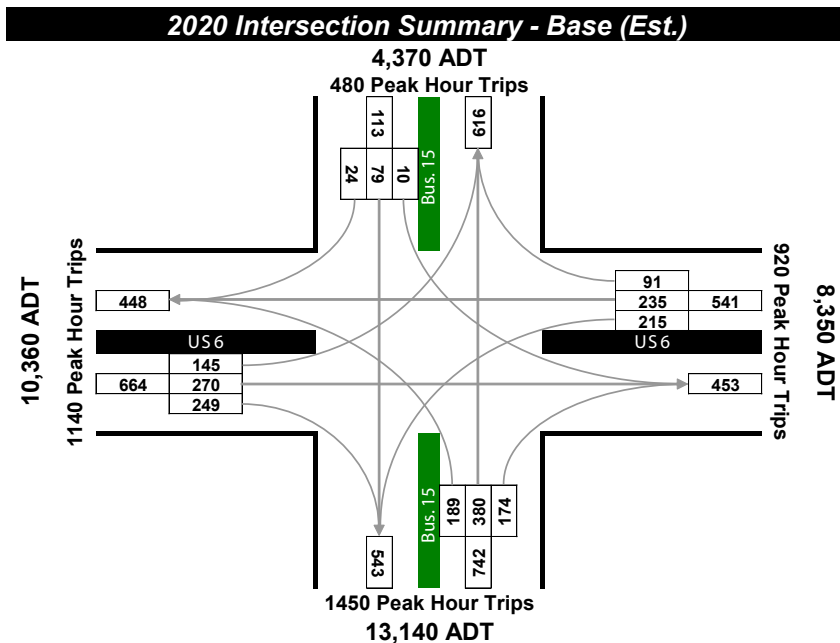 2020 Intersection Summary - Base (Est.)
4,370 ADT
480 Peak Hour Trips
113
616
24
79
10
Bus. 15
448
91
235
541
215
US 6
US 6
145
664
270
453
249
10,360 ADT
1140 Peak Hour Trips
920 Peak Hour Trips
8,350 ADT
Bus. 15
189
380
174
543
742
1450 Peak Hour Trips
13,140 ADT